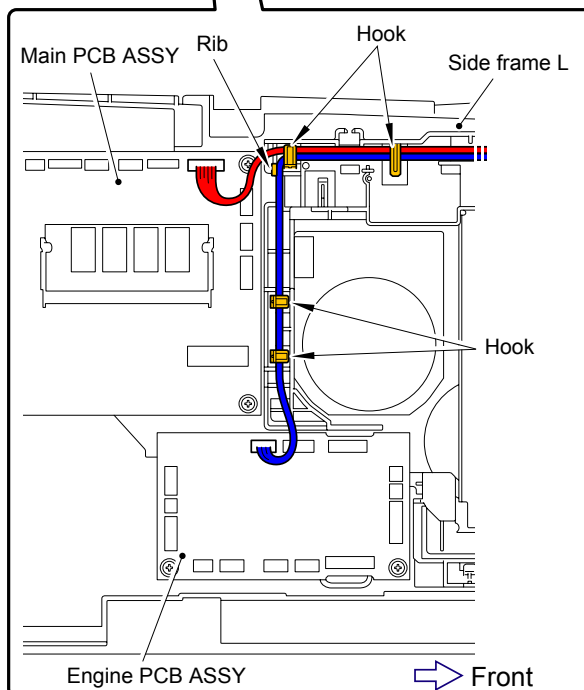 Hook
Rib
Main PCB ASSY
Side frame L
Hook
Engine PCB ASSY
Front